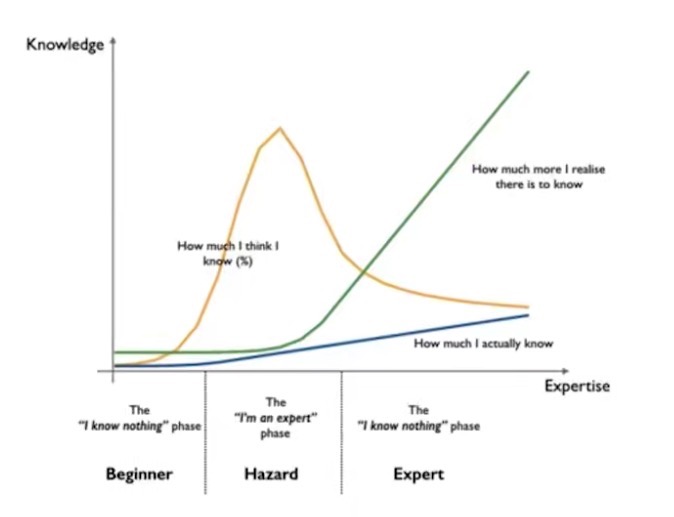 Knowledge
How much more I realise
there is to know
How much I think I
know (%)
How much I actually know
Expertise
The
"I know nothing" phase
The
"I'm an expert"
phase
The
"I know nothing" phase
Beginner
Hazard
Expert